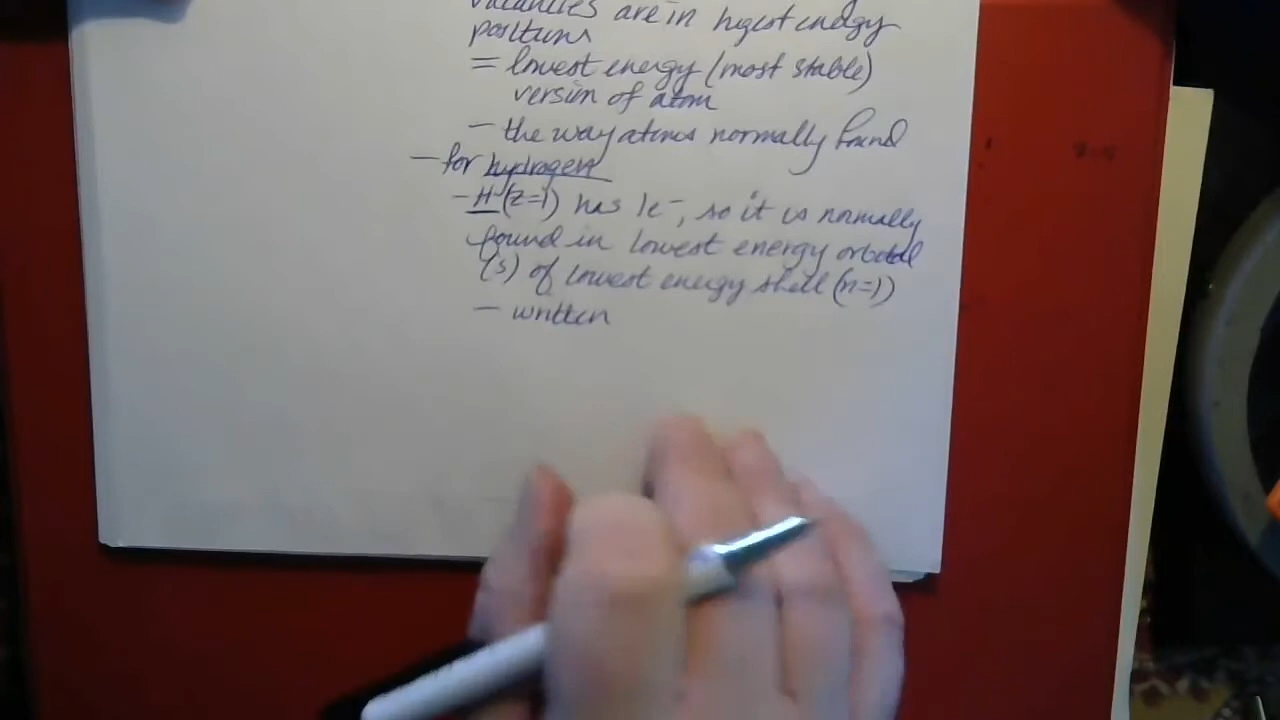 vacancies are in higest energy
positions
= lowest energy (most stable)
version of atom
- the way atoms normally found
- for hydrogen
- H (Z=1) has 1e⁻, so it is normally
found in lowest energy orbital
(s) of lowest energy shell (n=1)
- written